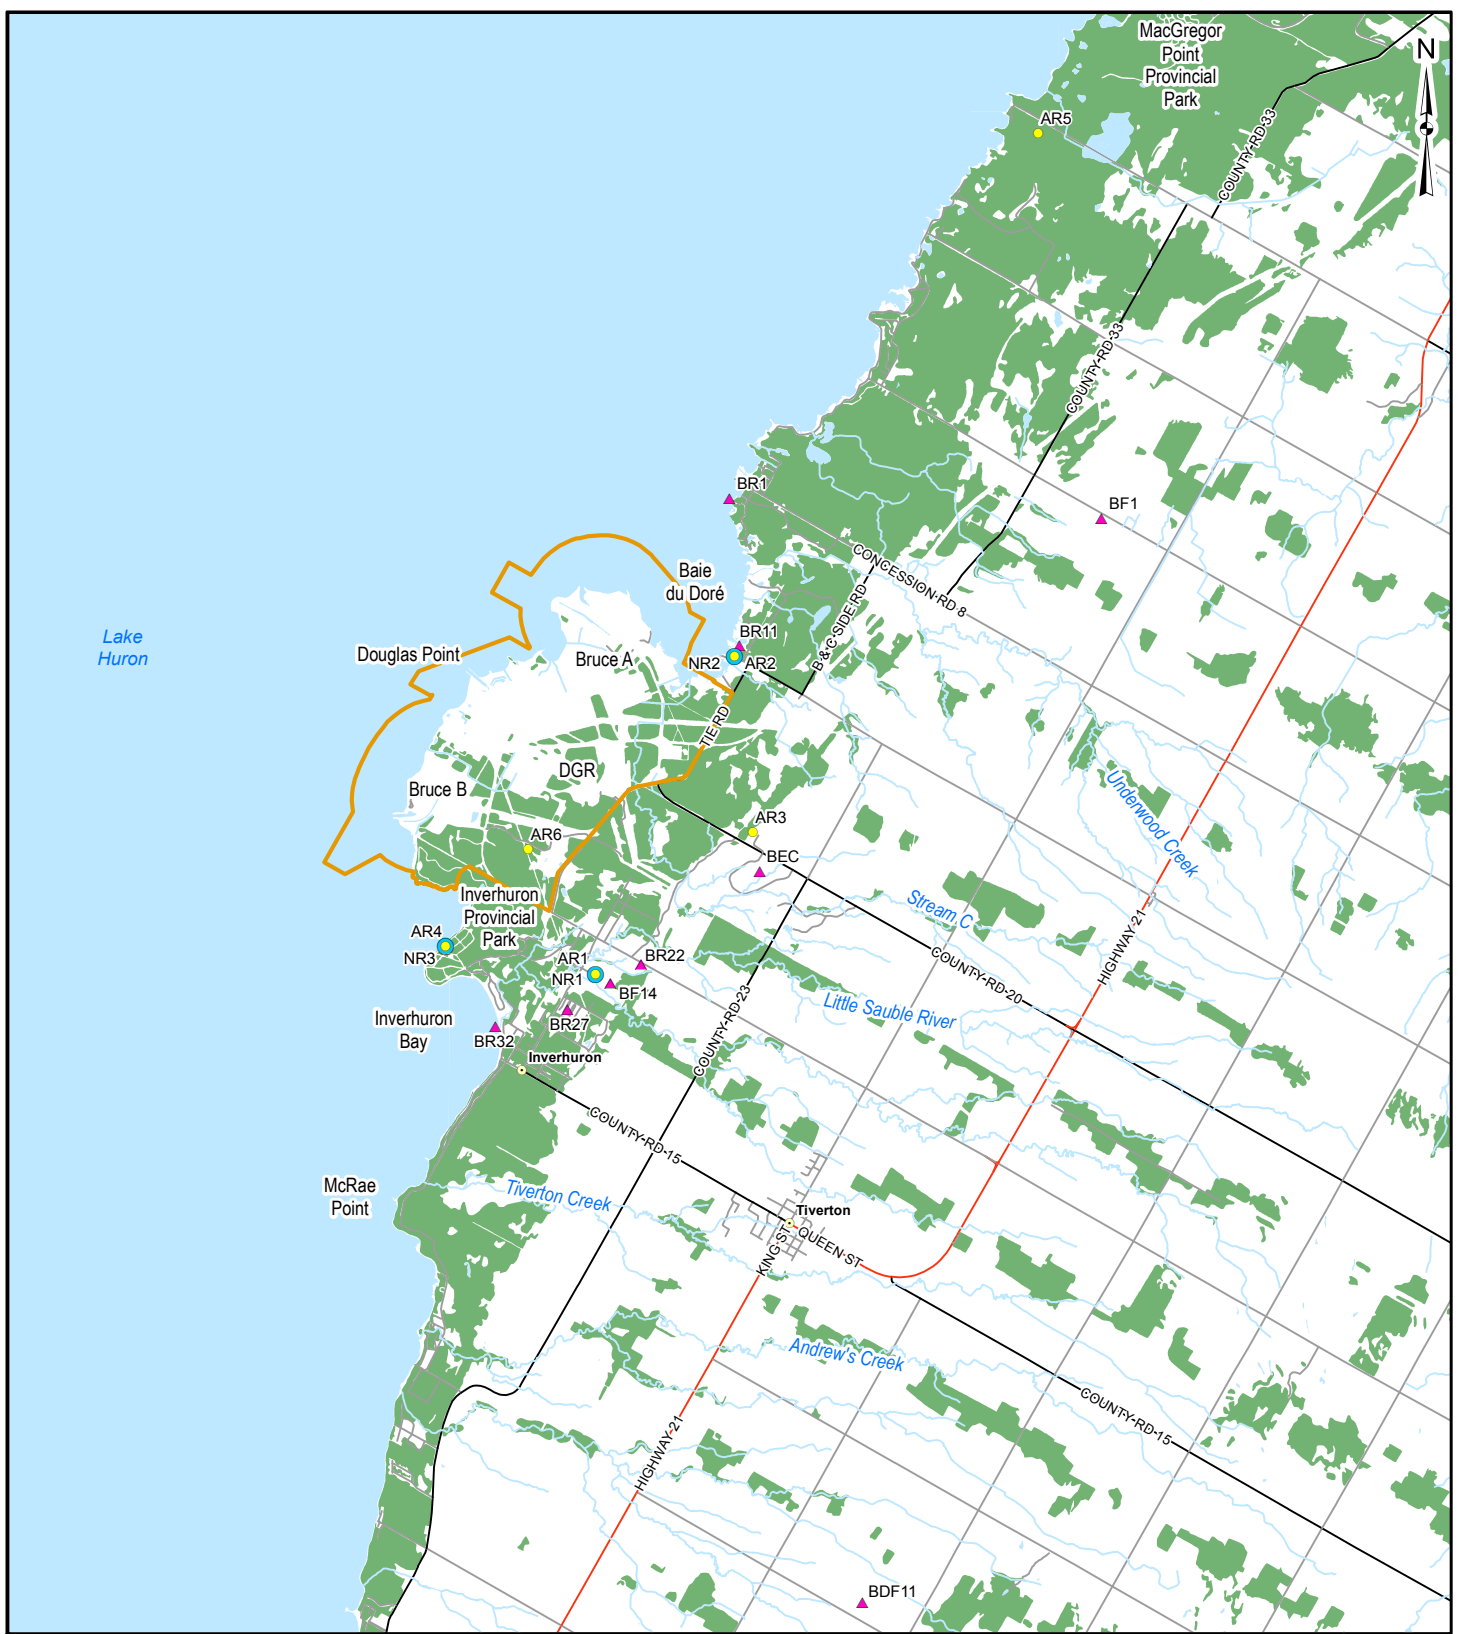 MacGregor
Point
Provincial
Park
N
AR5
COUNTY RD 33
COUNTY RD 33
BR1
BF1
CONCESSION RD 8
Baie
du Doré
B & C SIDE RD
Lake
Huron
Douglas Point
Bruce A
BR11
NR2
AR2
TIE RD
DGR
Bruce B
Underwood Creek
AR6
AR3
BEC
Inverhuron
Provincial
Park
Stream C
HIGHWAY 21
AR4
NR3
AR1
NR1
BR22
BF14
COUNTY RD 20
Little Sauble River
COUNTY RD 23
Inverhuron
Bay
BR32
BR27
Inverhuron
COUNTY RD 15
McRae
Point
Tiverton Creek
Tiverton
KING ST
QUEEN ST
Andrew's Creek
COUNTY RD 15
HIGHWAY 21
BDF11